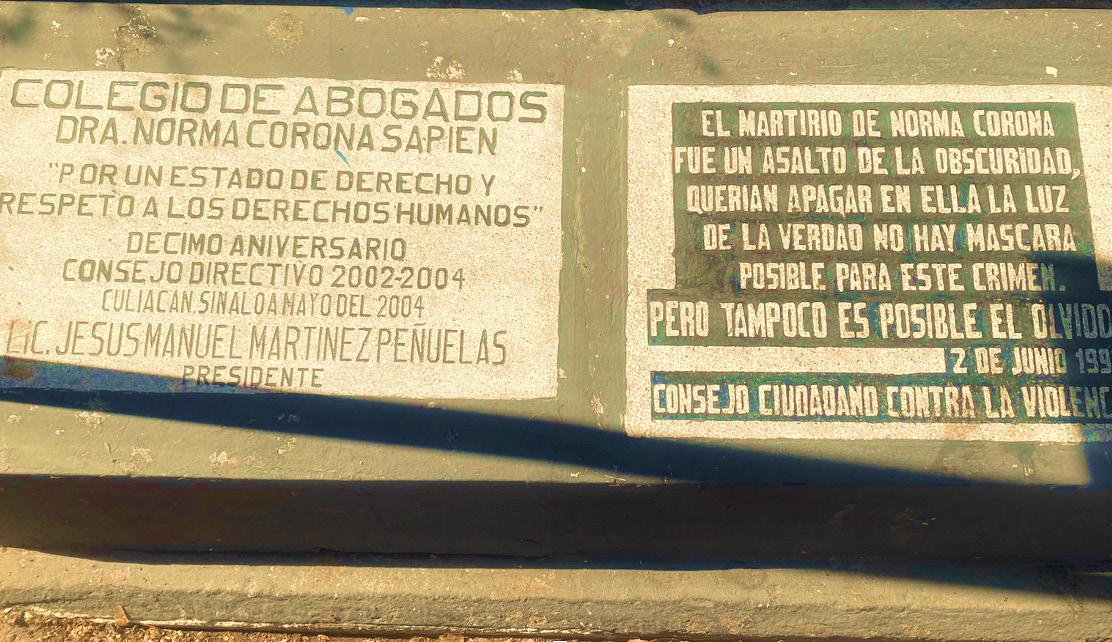 COLEGIO DE ABOGADOS
DRA. NORMA CORONA SAPIEN
"POR UN ESTADO DE DERECHO Y
RESPETO A LOS DERECHOS HUMANOS"
DECIMO ANIVERSARIO
CONSEJO DIRECTIVO 2002-2004
CULIACAN. SINALOA MAYO DEL 2004
LIC. JESUS MANUEL MARTINEZ PEÑUELAS
PRESIDENTE
EL MARTIRIO DE NORMA CORONA
FUE UN ASALTO DE LA OBSCURIDAD,
QUERIAN APAGAR EN ELLA LA LUZ
DE LA VERDAD NO HAY MASCARA
POSIBLE PARA ESTE CRIMEN.
PERO TAMPOCO ES POSIBLE EL OLVIDO
2 DE JUNIO 199
CONSEJO CIUDADANO CONTRA LA VIOLENC